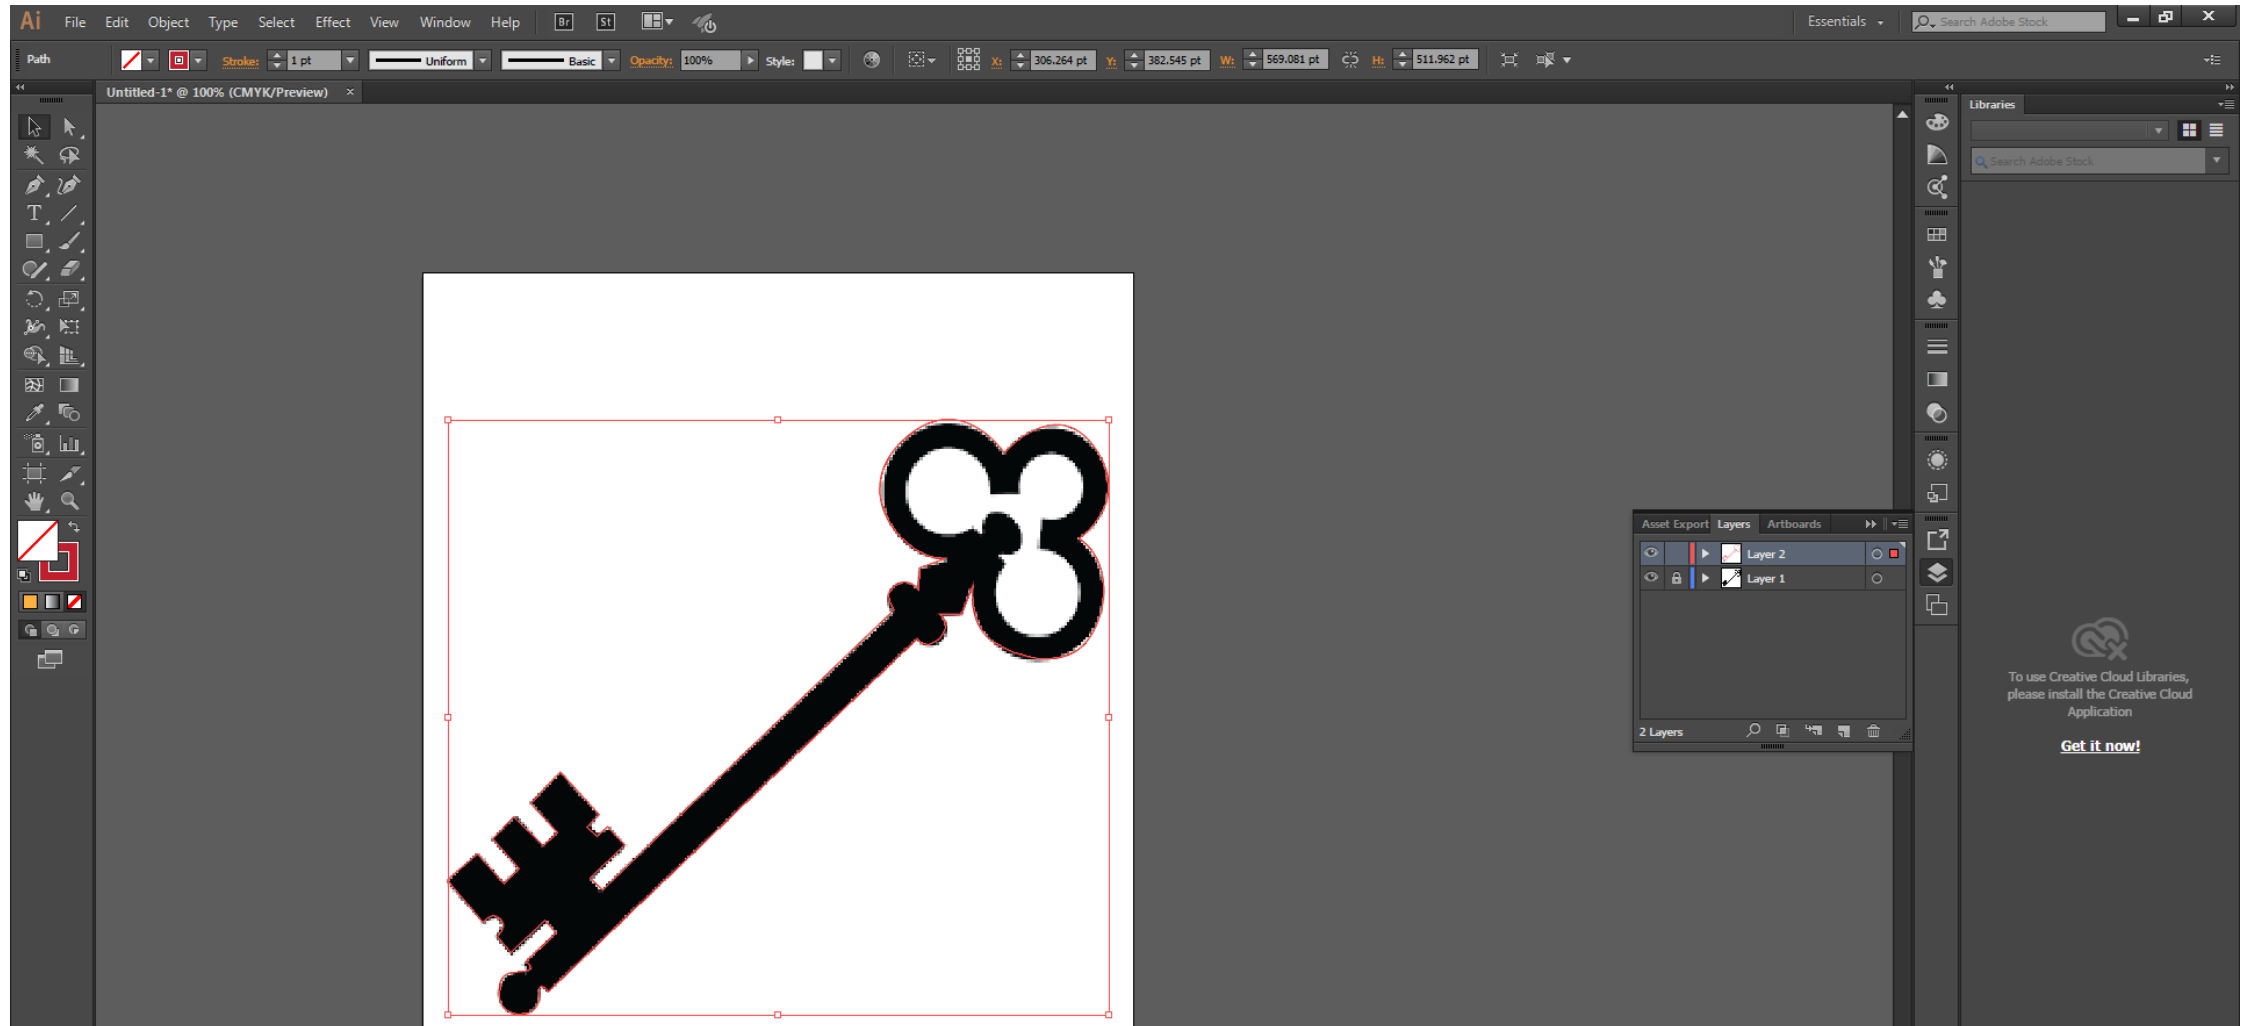 Ai File Edit Object Type Select Effect View Window Help Br St Essentials Search Adobe Stock
Path Stroke: 1 pt Uniform Basic Opacity: 100% Style: X: 306.264 pt Y: 382.545 pt W: 569.081 pt H: 511.962 pt
Untitled-1* @ 100% (CMYK/Preview) ×
Libraries
Search Adobe Stock
Asset Export Layers Artboards
Layer 2
Layer 1
2 Layers
To use Creative Cloud Libraries,
please install the Creative Cloud
Application
Get it now!